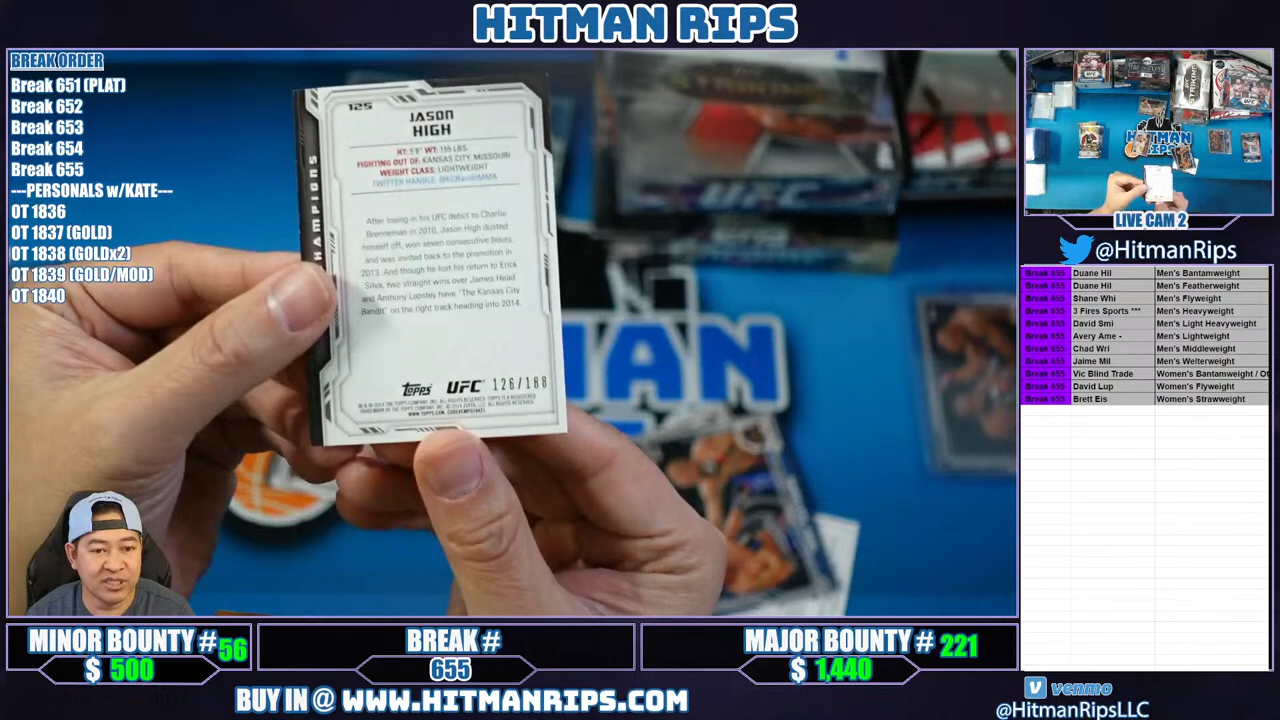 HITMAN RIPS
BREAK ORDER
Break 651 (PLAT)
Break 652
Break 653
Break 654
Break 655
---PERSONALS w/KATE---
OT 1836
OT 1837 (GOLD)
OT 1838 (GOLDx2)
OT 1839 (GOLD/MOD)
OT 1840
125
JASON
HIGH
HT: 5'8" WT: 155 LBS
FIGHTING OUT OF: KANSAS CITY, MISSOURI
WEIGHT CLASS: LIGHTWEIGHT
TWITTER HANDLE:
After losing in his UFC debut to Charlie
Brenneman in 2010, Jason High dusted
himself off, won seven consecutive bouts,
and was invited back to the promotion in
2013. And though he lost his return to Erick
Silva, two straight wins over James Head
and Anthony Lapsley have "The Kansas City
Bandit" on the right track heading into 2014.
HAMPIONS
Topps UFC 126/188
UFC
MAN
LIVE CAM 2
@HitmanRips
Break 655 Duane Hil Men's Bantamweight
Break 655 Duane Hil Men's Featherweight
Break 655 Shane Whi Men's Flyweight
Break 655 3 Fires Sports *** Men's Heavyweight
Break 655 David Smi Men's Light Heavyweight
Break 655 Avery Ame - Men's Lightweight
Break 655 Chad Wri Men's Middleweight
Break 655 Jaime Mil Men's Welterweight
Break 655 Vic Blind Trade Women's Bantamweight / Ot
Break 655 David Lup Women's Flyweight
Break 655 Brett Eis Women's Strawweight
MINOR BOUNTY # 56
$ 500
BREAK #
655
MAJOR BOUNTY # 221
$ 1,440
BUY IN @ WWW.HITMANRIPS.COM
venmo
@HitmanRipsLLC